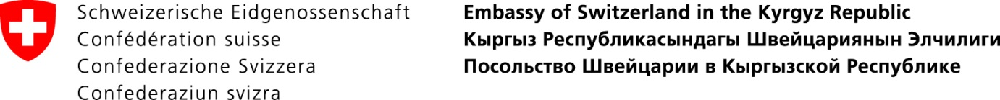 Schweizerische Eidgenossenschaft
Confédération suisse
Confederazione Svizzera
Confederaziun svizra
Embassy of Switzerland in the Kyrgyz Republic
Кыргыз Республикасындагы Швейцариянын Элчилиги
Посольство Швейцарии в Кыргызской Республике